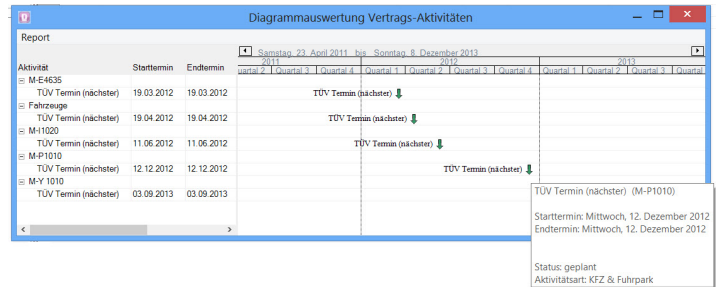 Diagrammauswertung Vertrags-Aktivitäten
Report
Samstag, 23. April 2011 bis Sonntag, 8. Dezember 2013
2011 2012 2013
Aktivität Starttermin Endtermin uartal 2 Quartal 3 Quartal 4 Quartal 1 Quartal 2 Quartal 3 Quartal 4 Quartal 1 Quartal 2 Quartal 3 Quartal
M-E4635
TÜV Termin (nächster) 19.03.2012 19.03.2012 TÜV Termin (nächster)
Fahrzeuge
TÜV Termin (nächster) 19.04.2012 19.04.2012 TÜV Termin (nächster)
M-I1020
TÜV Termin (nächster) 11.06.2012 11.06.2012 TÜV Termin (nächster)
M-P1010
TÜV Termin (nächster) 12.12.2012 12.12.2012 TÜV Termin (nächster)
M-Y 1010
TÜV Termin (nächster) 03.09.2013 03.09.2013
TÜV Termin (nächster) (M-P1010)
Starttermin: Mittwoch, 12. Dezember 2012
Endtermin: Mittwoch, 12. Dezember 2012
Status: geplant
Aktivitätsart: KFZ & Fuhrpark